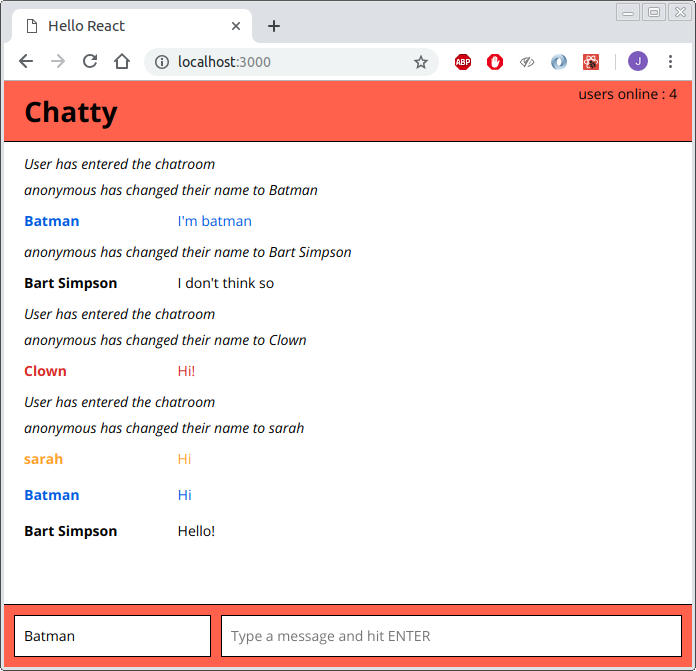 Hello React
localhost:3000
ABP
J
users online : 4
Chatty
User has entered the chatroom
anonymous has changed their name to Batman
Batman I'm batman
anonymous has changed their name to Bart Simpson
Bart Simpson I don't think so
User has entered the chatroom
anonymous has changed their name to Clown
Clown Hi!
User has entered the chatroom
anonymous has changed their name to sarah
sarah Hi
Batman Hi
Bart Simpson Hello!
Batman Type a message and hit ENTER